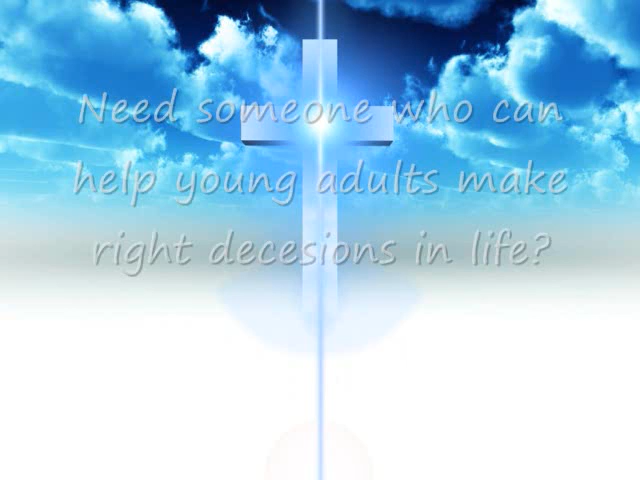 Need someone who can
help young adults make
right decesions in life?